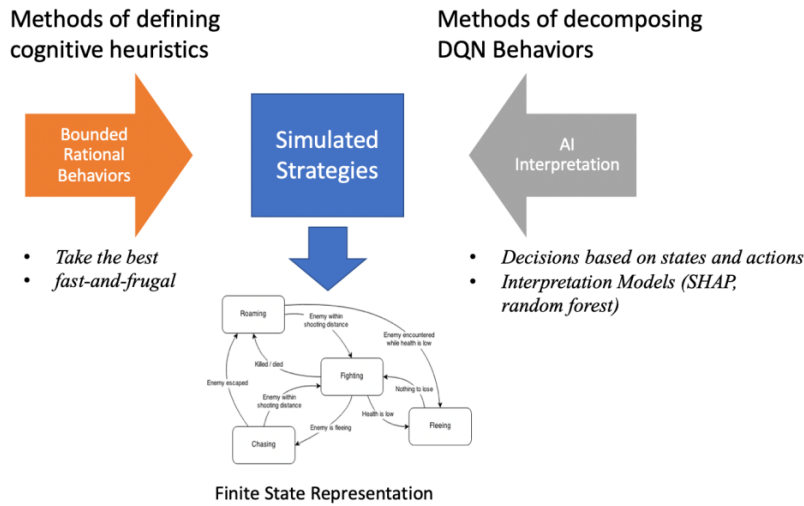 Methods of defining
cognitive heuristics
Methods of decomposing
DQN Behaviors
Bounded
Rational
Behaviors
Simulated
Strategies
AI
Interpretation
• Take the best
• fast-and-frugal
• Decisions based on states and actions
• Interpretation Models (SHAP,
random forest)
Roaming
Enemy within
shooting distance
Enemy encountered
while health is low
Killed / died
Fighting
Enemy escaped
Enemy within
shooting distance
Nothing to lose
Health is low
Fleeing
Enemy is fleeing
Chasing
Finite State Representation